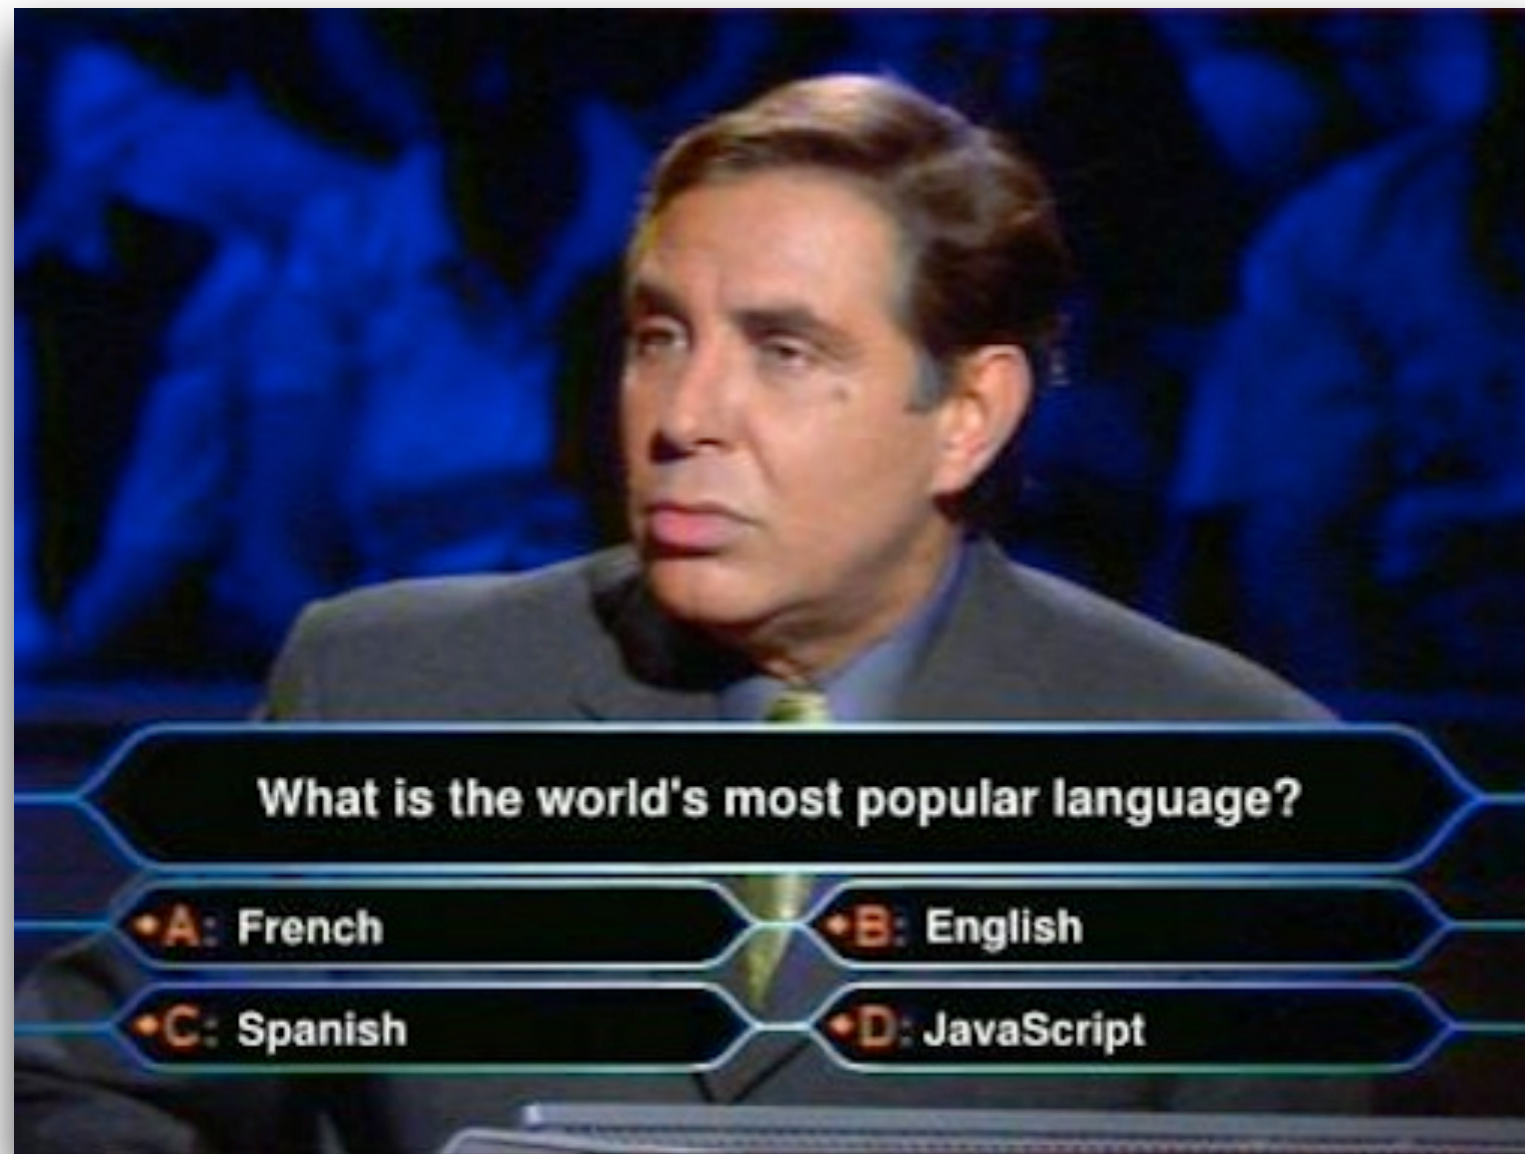 What is the world's most popular language?
A: French
B: English
C: Spanish
D: JavaScript